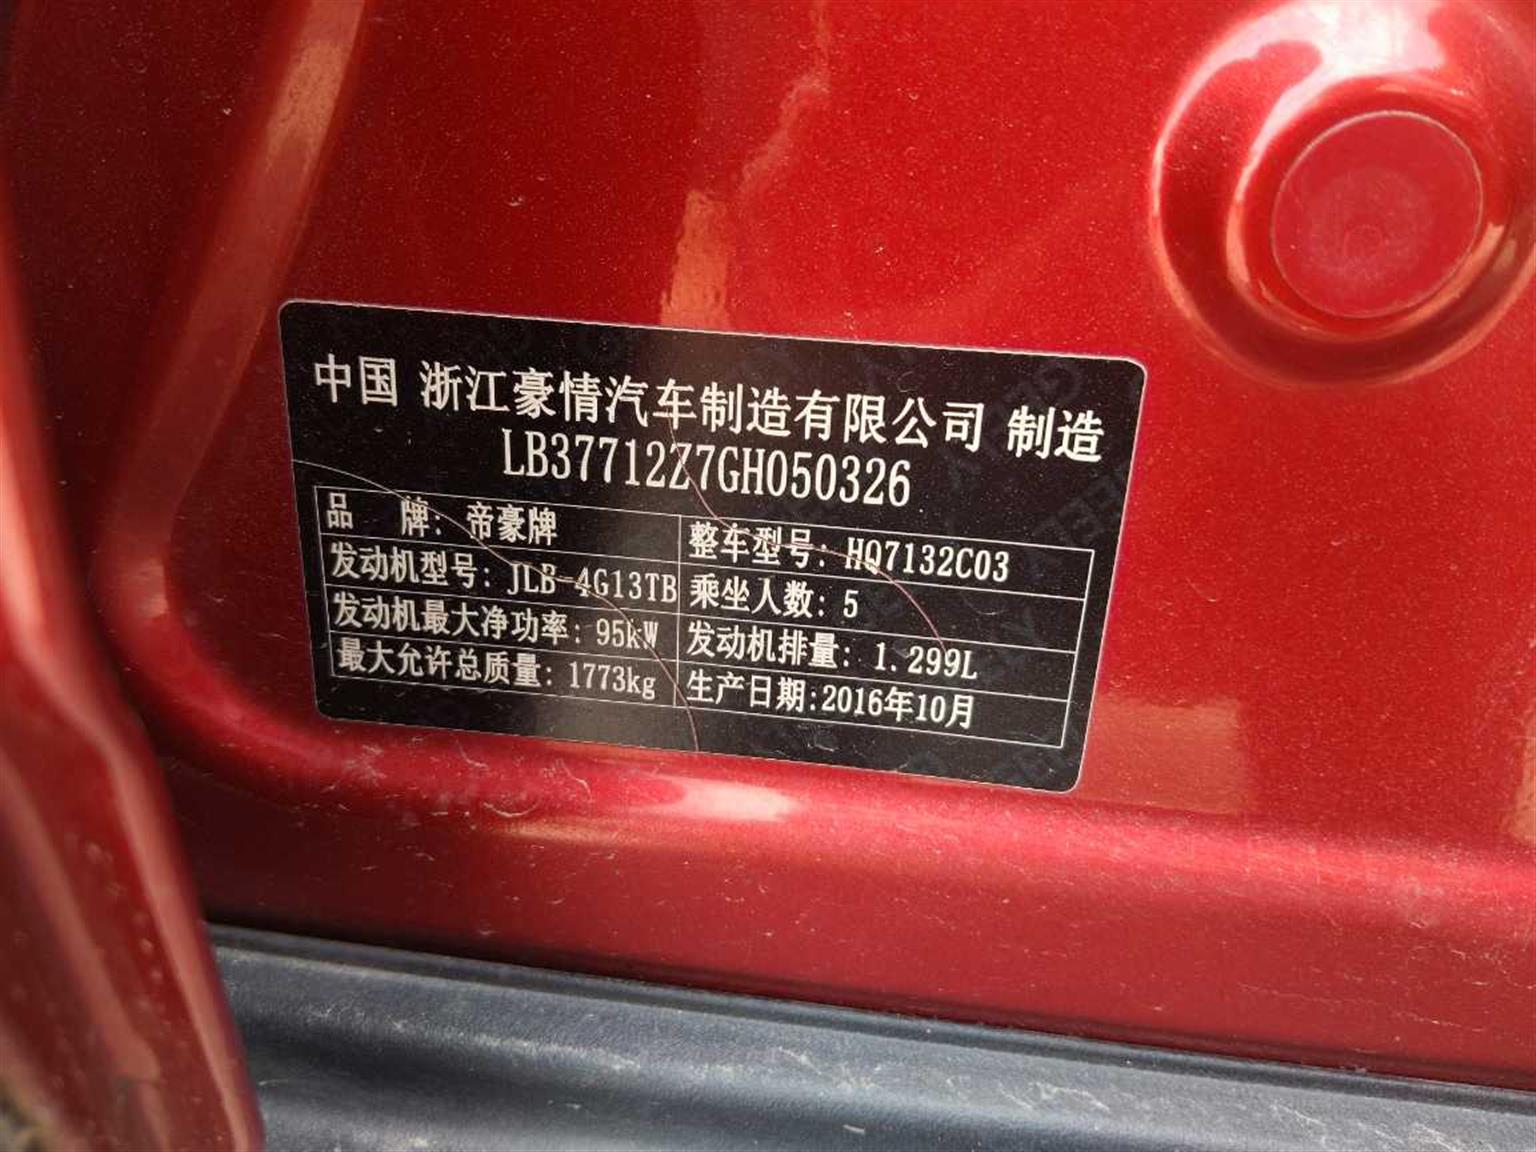 中国 浙江豪情汽车制造有限公司 制造
LB37712Z7GH050326
品 牌: 帝豪牌 整车型号: HQ7132C03
发动机型号: JLB-4G13TB 乘坐人数: 5
发动机最大净功率: 95kW 发动机排量: 1.299L
最大允许总质量: 1773kg 生产日期:2016年10月